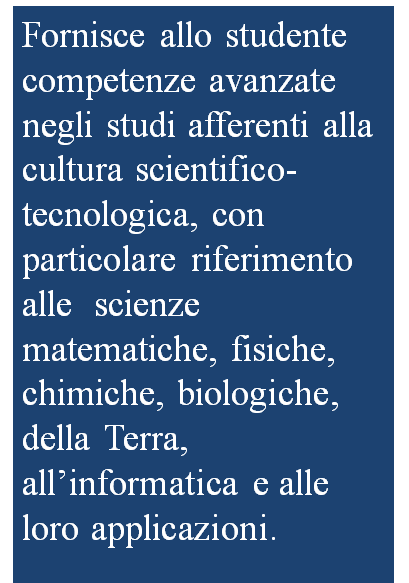 Fornisce allo studente
competenze avanzate
negli studi afferenti alla
cultura scientifico-
tecnologica, con
particolare riferimento
alle scienze
matematiche, fisiche,
chimiche, biologiche,
della Terra,
all’informatica e alle
loro applicazioni.